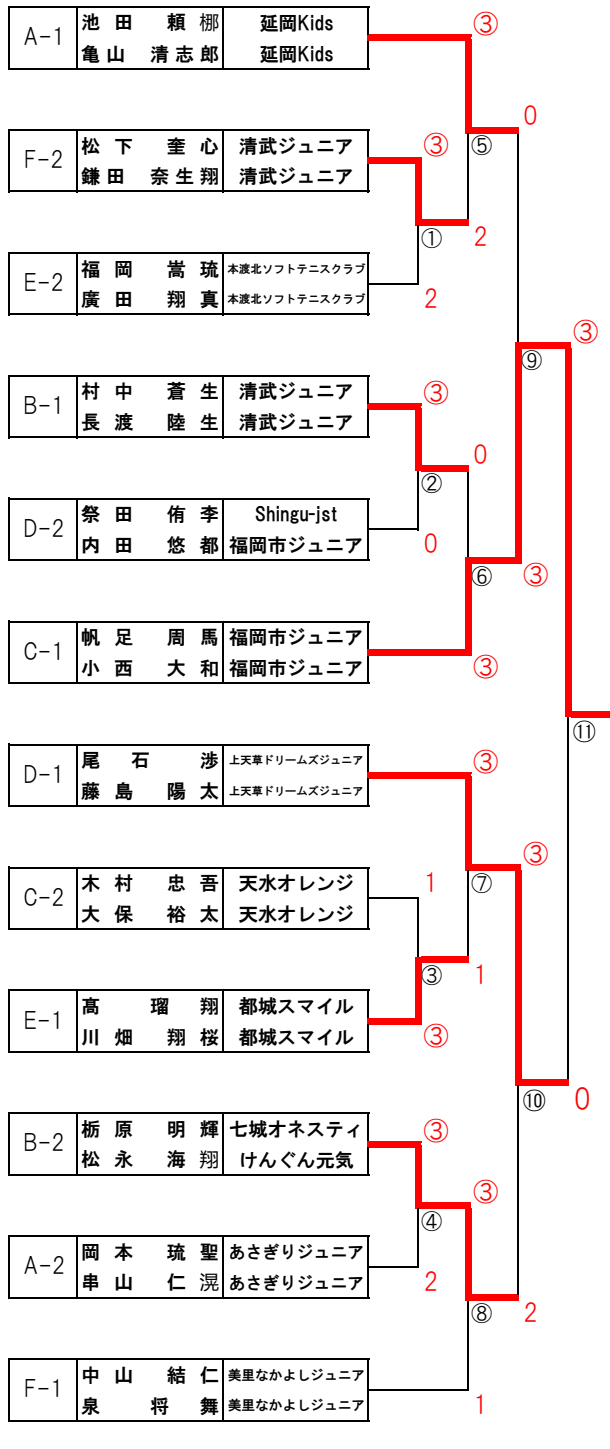 A-1 池田 頼梛 延岡Kids
亀山 清志郎 延岡Kids
③
0
⑤
F-2 松下 奎心 清武ジュニア
鎌田 奈生翔 清武ジュニア
③
① 2
E-2 福岡 嵩琉 本渡北ソフトテニスクラブ
廣田 翔真 本渡北ソフトテニスクラブ
2
③
⑨
B-1 村中 蒼生 清武ジュニア
長渡 陸生 清武ジュニア
③
0
②
D-2 祭田 侑李 Shingu-jst
内田 悠都 福岡市ジュニア
0
⑥ ③
C-1 帆足 周馬 福岡市ジュニア
小西 大和 福岡市ジュニア
③
⑪
D-1 尾石 渉 上天草ドリームズジュニア
藤島 陽太 上天草ドリームズジュニア
③
③
⑦
C-2 木村 忠吾 天水オレンジ
大保 裕太 天水オレンジ
1
③ 1
E-1 髙 瑠翔 都城スマイル
川畑 翔桜 都城スマイル
③
⑩ 0
B-2 栃原 明輝 七城オネスティ
松永 海翔 けんぐん元気
③
③
④
A-2 岡本 琉聖 あさぎりジュニア
串山 仁滉 あさぎりジュニア
2
⑧ 2
F-1 中山 結仁 美里なかよしジュニア
泉 将舞 美里なかよしジュニア
1